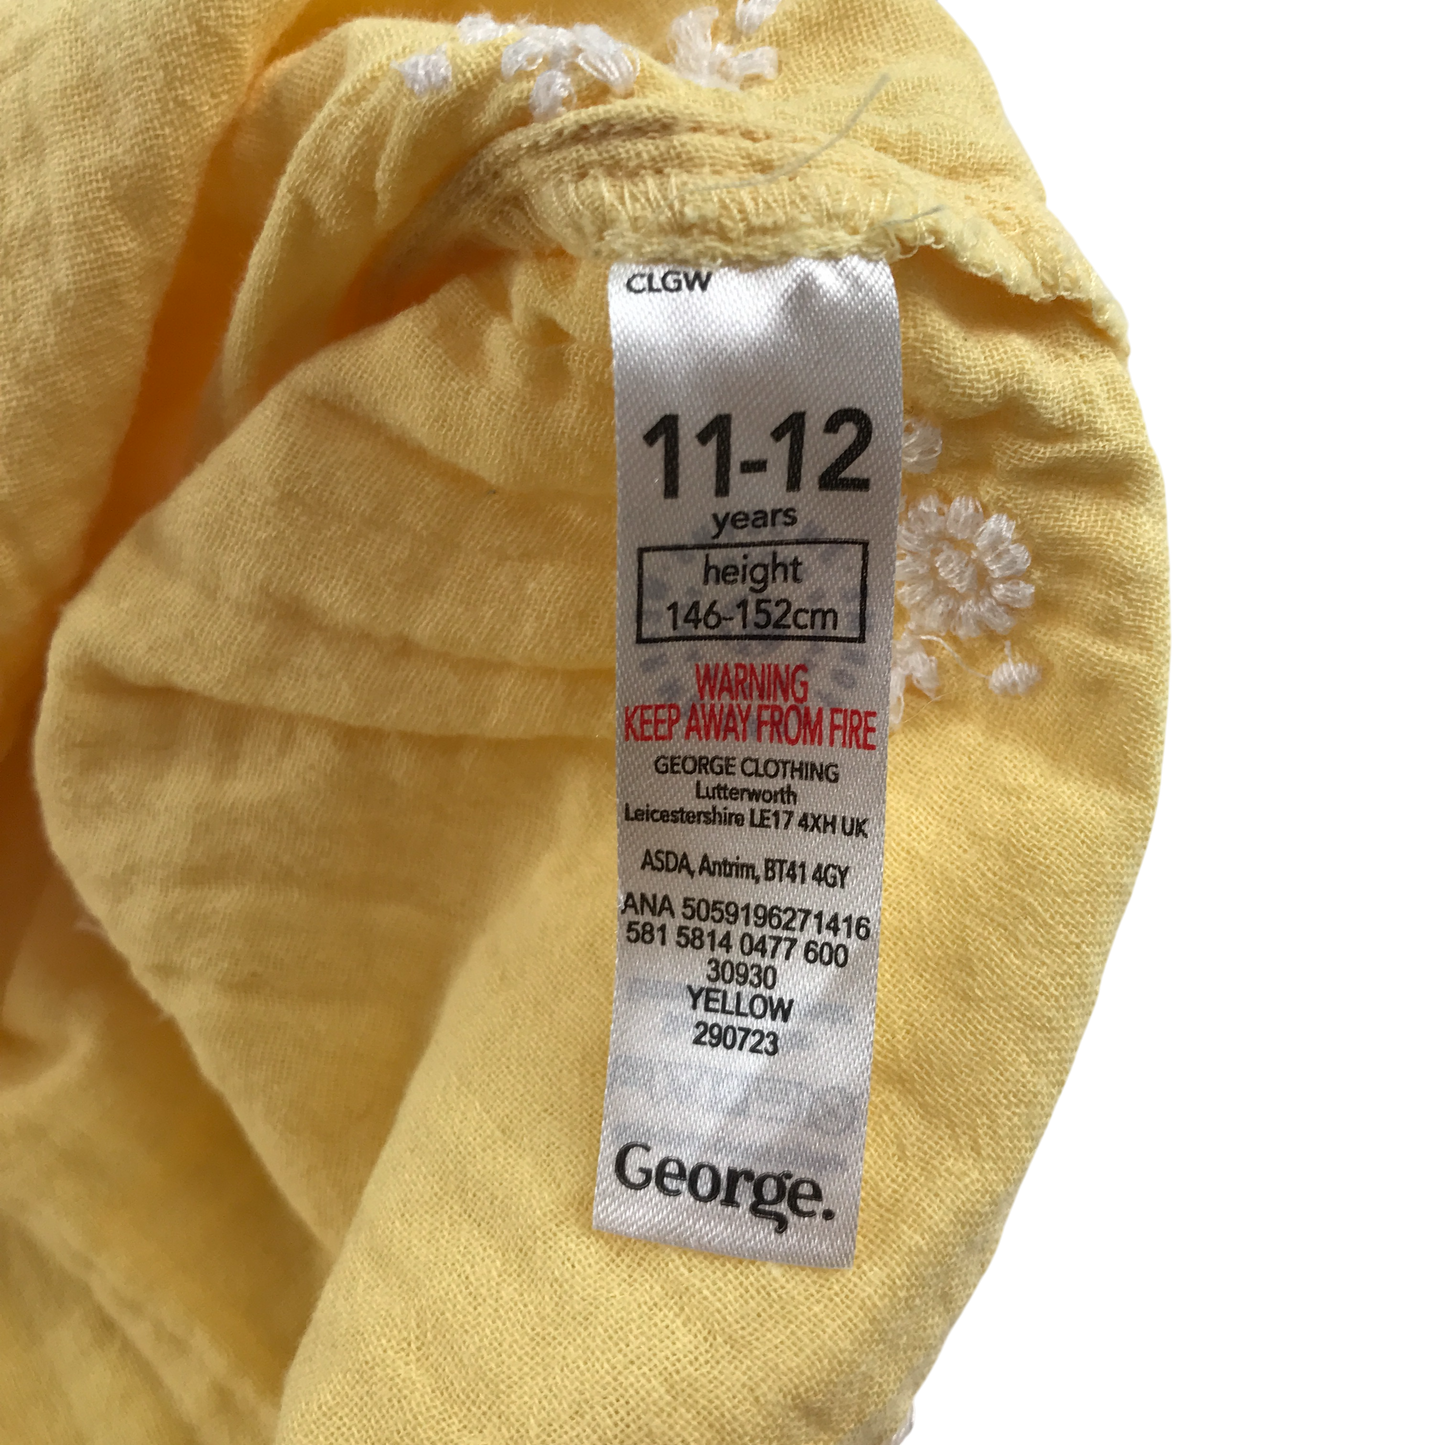 CLGW
11-12
years
height
146-152cm
WARNING
KEEP AWAY FROM FIRE
GEORGE CLOTHING
Lutterworth
Leicestershire LE17 4XH UK
ASDA, Antrim, BT41 4GY
ANA 5059196271416
581 5814 0477 600
30930
YELLOW
290723
George.